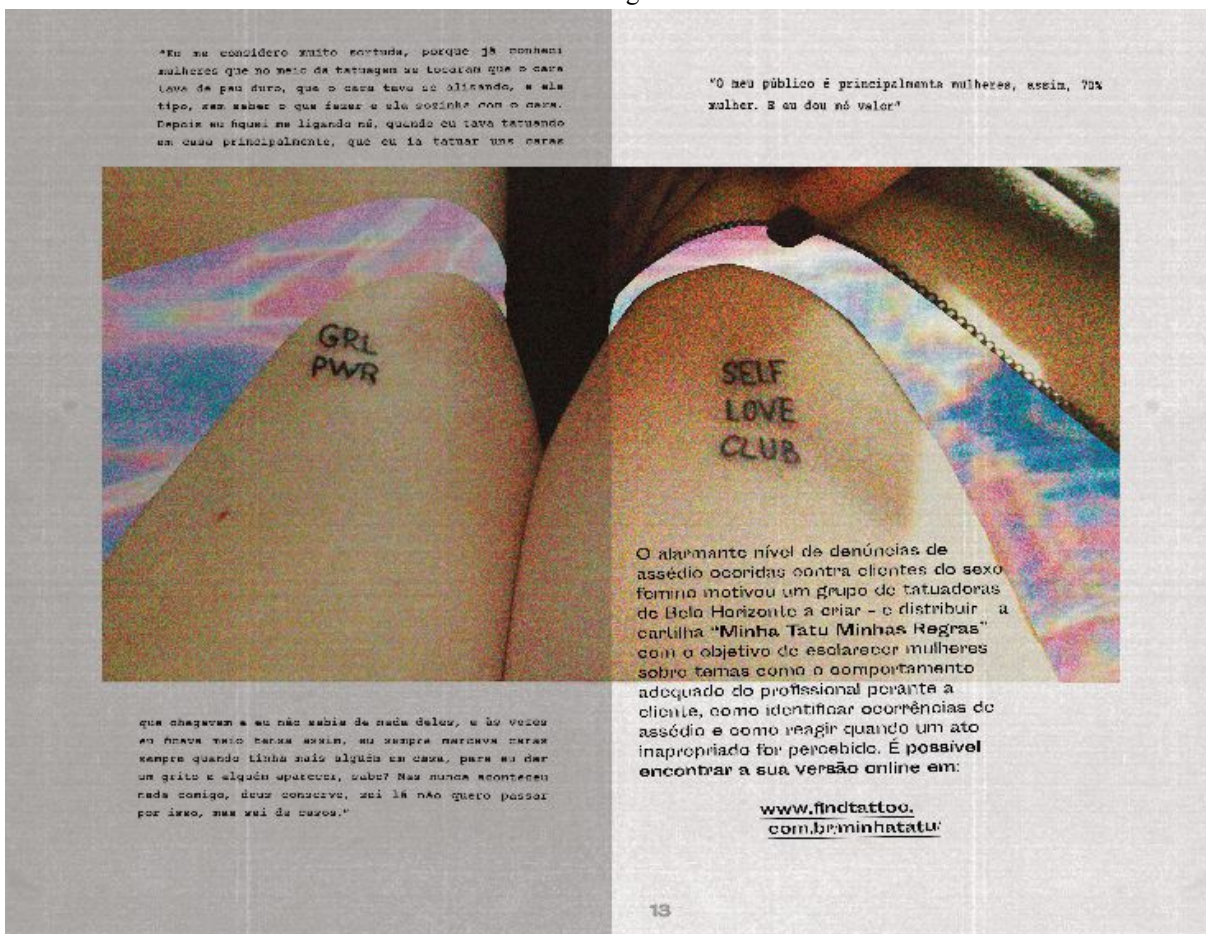 "Eu me considero muito sortuda, porque já conheci
mulheres que no meio da tatuagem se tocaram que o cara
tava de pau duro, que o cara tava se alisando, e ela
tipo, sem saber o que fazer e ela sozinha com o cara.
Depois eu fiquei me ligando né, quando eu tava tatuando
em casa principalmente, que eu ia tatuar uns caras
que chegavam e eu não sabia de nada deles, e às vezes
eu ficava meio tensa assim, eu sempre marcava caras
sempre quando tinha mais alguém em casa, para eu dar
um grito e alguém aparecer, sabe? Mas nunca aconteceu
nada comigo, deus conserve, sei lá nAo quero passar
por isso, mas sei de casos."
"O meu público é principalmente mulheres, assim, 70%
mulher. E eu dou mó valor"
GRL
PWR
SELF
LOVE
CLUB
O alarmante nível de denúncias de
assédio ocoridas contra clientes do sexo
feminno motivou um grupo de tatuadoras
de Belo Horizonte a criar - e distribuir a
cartilha "Minha Tatu Minhas Regras"
com o objetivo de esclarecer mulheres
sobre temas como o comportamento
adequado do profissional perante a
cliente, como identificar ocorrências de
assédio e como reagir quando um ato
inapropriado for percebido. É possível
encontrar a sua versão online em:
www.findtattoo.
com.br/minhatatu/
13